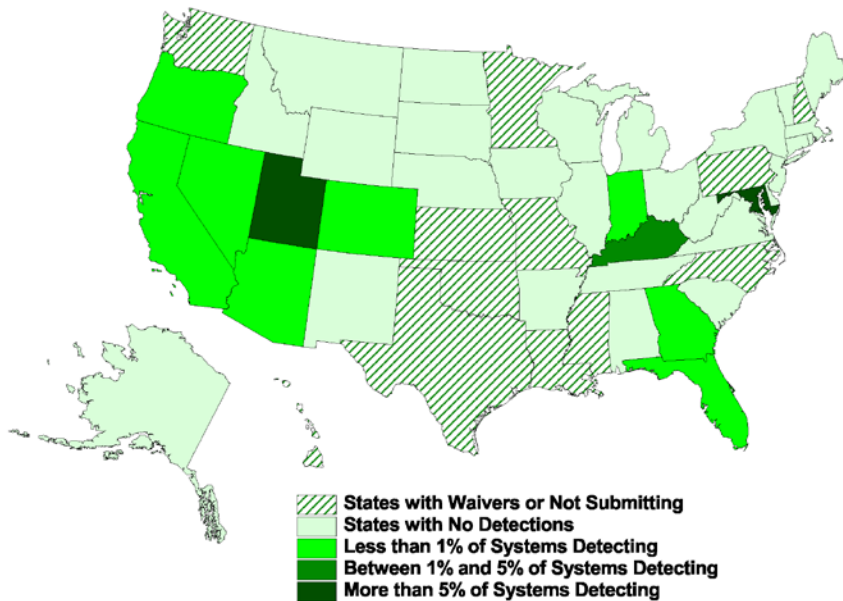 States with Waivers or Not Submitting
States with No Detections
Less than 1% of Systems Detecting
Between 1% and 5% of Systems Detecting
More than 5% of Systems Detecting